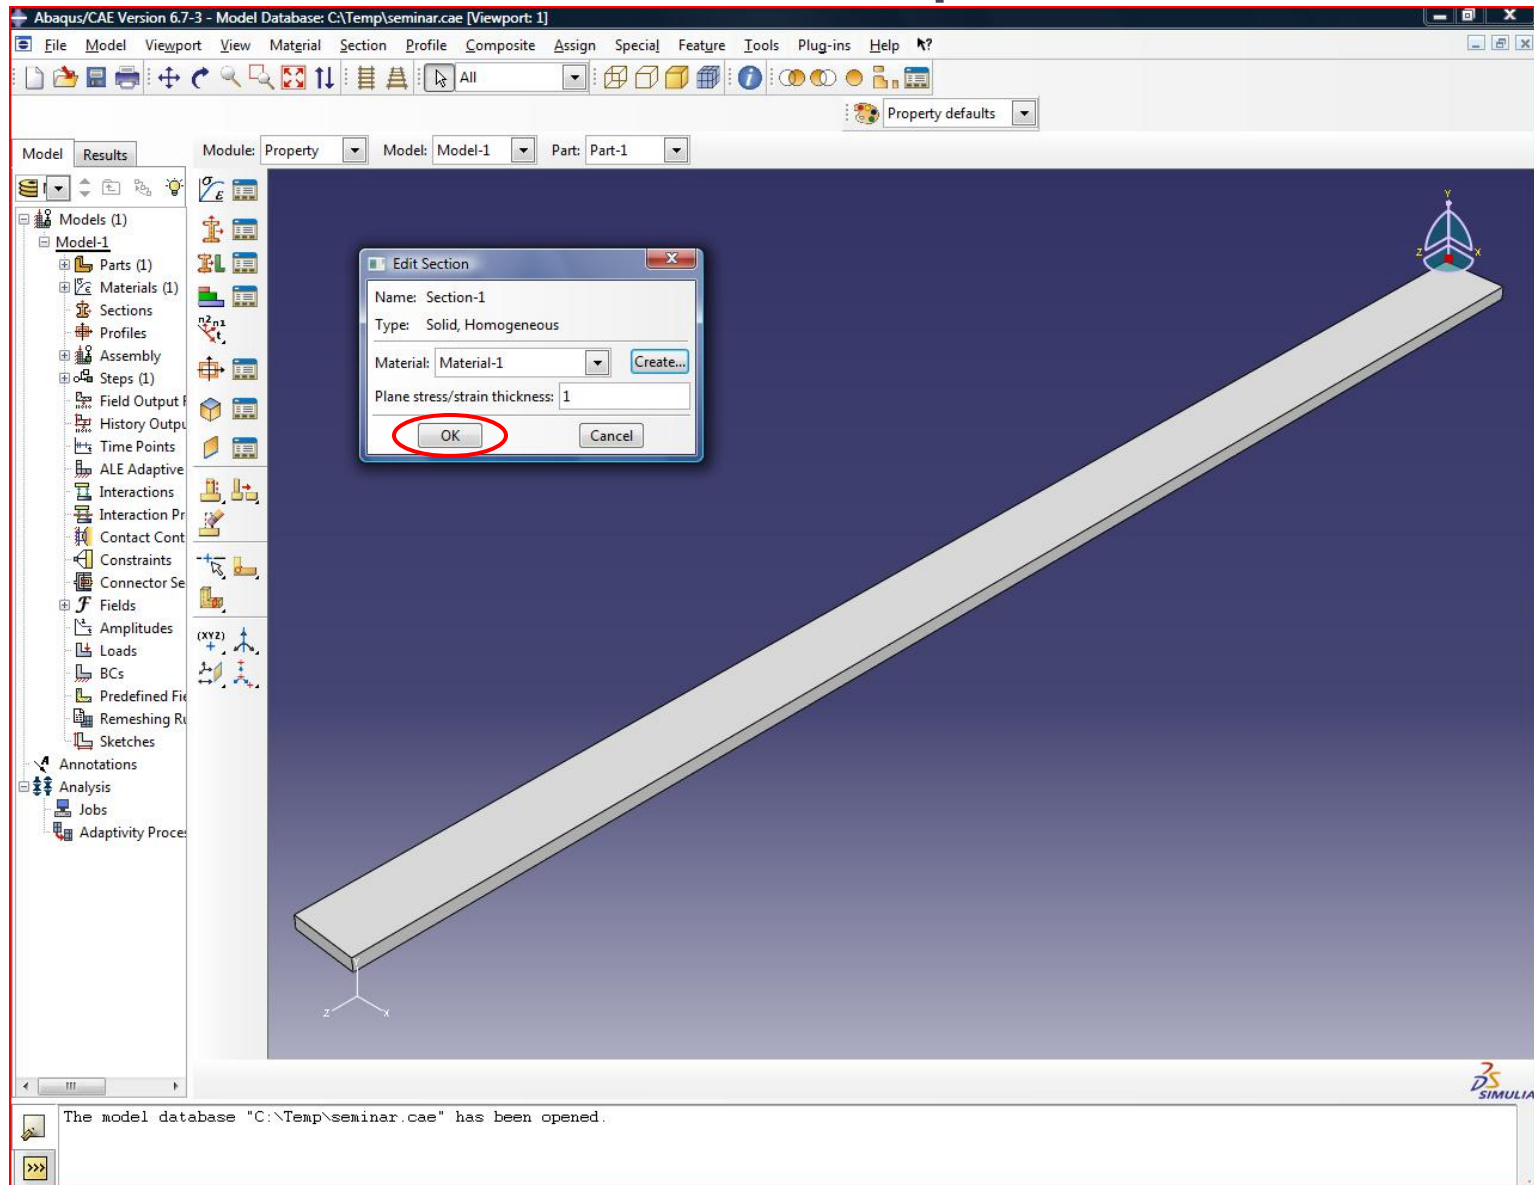 Abaqus/CAE Version 6.7-3 - Model Database: C:\Temp\seminar.cae [Viewport: 1]
File Model Viewport View Material Section Profile Composite Assign Special Feature Tools Plug-ins Help
All
Property defaults
Model Results Module: Property Model: Model-1 Part: Part-1
Models (1)
Model-1
Parts (1)
Materials (1)
Sections
Profiles
Assembly
Steps (1)
Field Output
History Outpu
Time Points
ALE Adaptive
Interactions
Interaction Pr
Contact Cont
Constraints
Connector Se
Fields
Amplitudes
Loads
BCs
Predefined Fie
Remeshing Ru
Sketches
Annotations
Analysis
Jobs
Adaptivity Proces
σ
ε
n2 n1
t
(XYZ)
Edit Section
Name: Section-1
Type: Solid, Homogeneous
Material: Material-1 Create...
Plane stress/strain thickness: 1
OK Cancel
Y
Z X
Y
Z X
SIMULIA
The model database "C:\Temp\seminar.cae" has been opened.
>>>